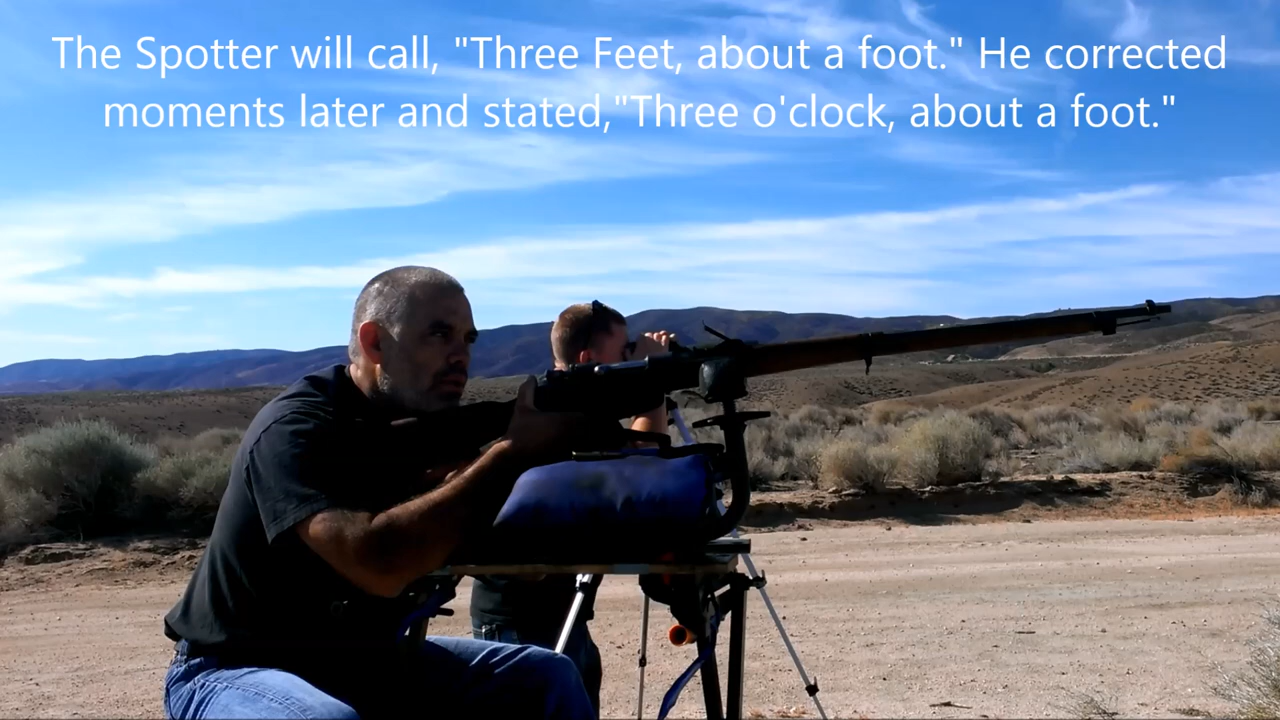 The Spotter will call, "Three Feet, about a foot." He corrected
moments later and stated,"Three o'clock, about a foot."